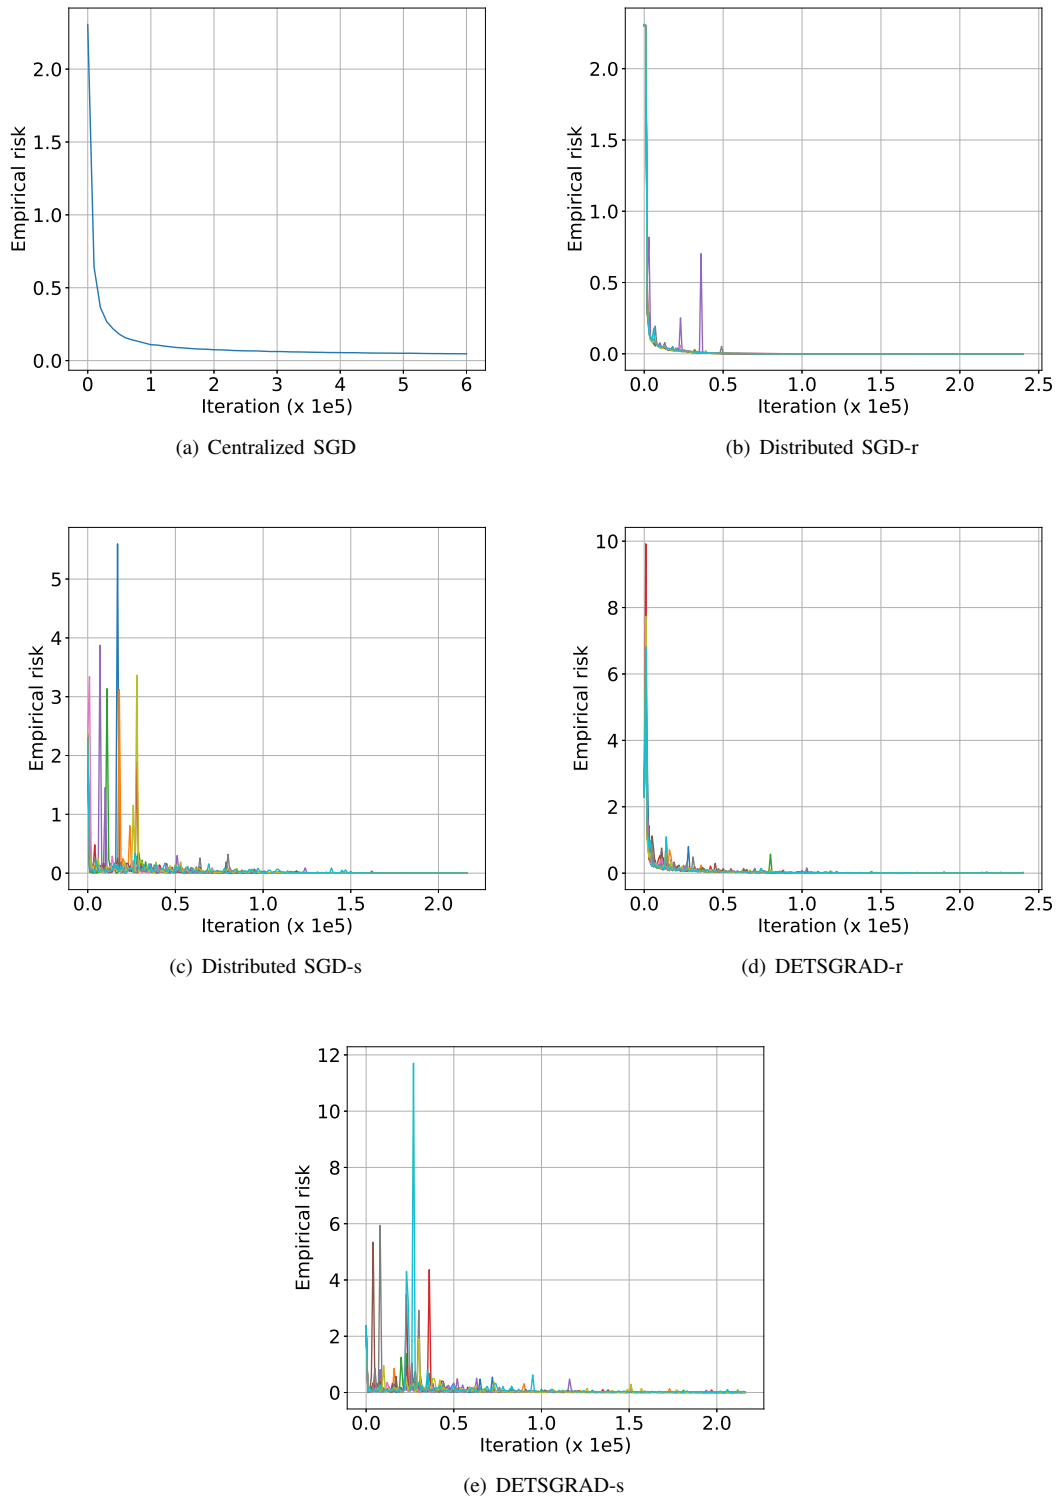 2.0
1.5
1.0
0.5
0.0
Empirical risk
0 1 2 3 4 5 6
Iteration (x 1e5)
(a) Centralized SGD
2.0
1.5
1.0
0.5
0.0
Empirical risk
0.0 0.5 1.0 1.5 2.0 2.5
Iteration (x 1e5)
(b) Distributed SGD-r
5
4
3
2
1
0
Empirical risk
0.0 0.5 1.0 1.5 2.0
Iteration (x 1e5)
(c) Distributed SGD-s
10
8
6
4
2
0
Empirical risk
0.0 0.5 1.0 1.5 2.0 2.5
Iteration (x 1e5)
(d) DETSGRAD-r
12
10
8
6
4
2
0
Empirical risk
0.0 0.5 1.0 1.5 2.0
Iteration (x 1e5)
(e) DETSGRAD-s